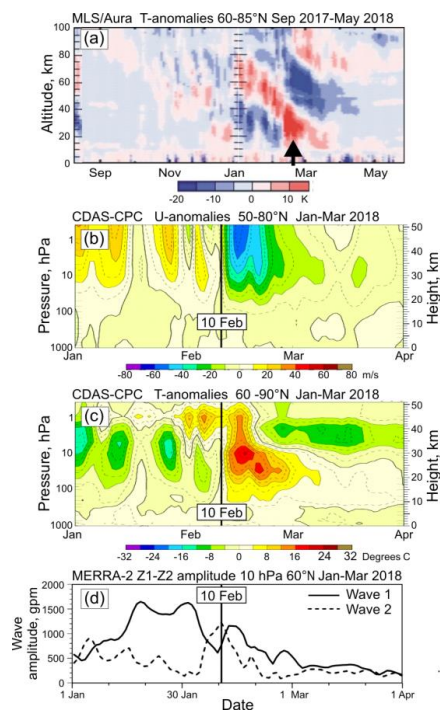 MLS/Aura T-anomalies 60-85°N Sep 2017-May 2018
(a)
Altitude, km
100
80
60
40
20
0
Sep Nov Jan Mar May
-20 -10 0 10 K
CDAS-CPC U-anomalies 50-80°N Jan-Mar 2018
(b)
Pressure, hPa
1
10
100
1000
10 Feb
50
40
30
20
10
0
Height, km
Jan Feb Mar Apr
-80 -60 -40 -20 0 20 40 60 80 m/s
CDAS-CPC T-anomalies 60 -90°N Jan-Mar 2018
(c)
Pressure, hPa
1
10
100
1000
10 Feb
50
40
30
20
10
0
Height, km
Jan Feb Mar Apr
-32 -24 -16 -8 0 8 16 24 32 Degrees C
MERRA-2 Z1-Z2 amplitude 10 hPa 60°N Jan-Mar 2018
(d)
10 Feb
Wave 1
Wave 2
Wave
amplitude, gpm
2000
1500
1000
500
0
1 Jan 30 Jan 1 Mar 1 Apr
Date